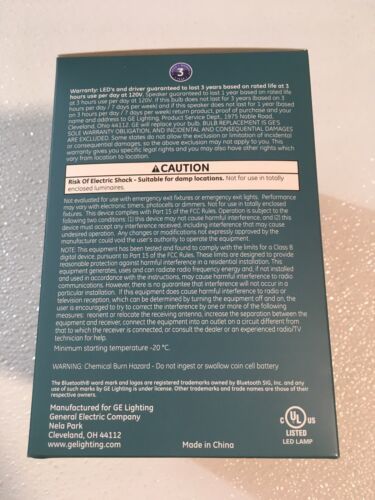 3
Warranty: LED's and driver guaranteed to last 3 years based on rated life at 3
hours use per day at 120V. Speaker guaranteed to last 1 year based on rated life
at 3 hours use per day at 120V. If this bulb does not last for 3 years (based on 3
hours per day / 7 days per week) and if the speaker does not last for 1 year (based
on 3 hours per day / 7 days per week) return product, proof of purchase and your
name and address to GE Lighting, Product Service Dept., 1975 Noble Road,
Cleveland, Ohio 44112. GE will replace your bulb. BULB REPLACEMENT IS GE'S
SOLE WARRANTY OBLIGATION, AND INCIDENTAL AND CONSEQUENTIAL DAMAGES
ARE EXCLUDED. Some states do not allow the exclusion or limitation of incidental
or consequential damages, so the above exclusion may not apply to you. This
warranty gives you specific legal rights and you may also have other rights which
vary from location to location.
⚠CAUTION
Risk Of Electric Shock - Suitable for damp locations. Not for use in totally
enclosed luminaires.
Not evaluated for use with emergency exit fixtures or emergency exit lights. Performance
may vary with electronic timers, photocells or dimmers. Not for use in totally enclosed
fixtures. This device complies with Part 15 of the FCC Rules. Operation is subject to the
following two conditions: (1) this device may not cause harmful interference, and (2) this
device must accept any interference received, including interference that may cause
undesired operation. Any changes or modifications not expressly approved by the
manufacturer could void the user's authority to operate the equipment.
NOTE: This equipment has been tested and found to comply with the limits for a Class B
digital device, pursuant to Part 15 of the FCC Rules. These limits are designed to provide
reasonable protection against harmful interference in a residential installation. This
equipment generates, uses and can radiate radio frequency energy and, if not installed
and used in accordance with the instructions, may cause harmful interference to radio
communications. However, there is no guarantee that interference will not occur in a
particular installation. If this equipment does cause harmful interference to radio or
television reception, which can be determined by turning the equipment off and on, the
user is encouraged to try to correct the interference by one or more of the following
measures: reorient or relocate the receiving antenna, increase the separation between the
equipment and receiver, connect the equipment into an outlet on a circuit different from
that to which the receiver is connected, or consult the dealer or an experienced radio/TV
technician for help.
Minimum starting temperature -20 °C.
WARNING: Chemical Burn Hazard - Do not ingest or swallow coin cell battery
The Bluetooth® word mark and logos are registered trademarks owned by Bluetooth SIG, Inc. and any
use of such marks by GE Lighting is under license. Other trademarks and trade names are those of their
respective owners.
Manufactured for GE Lighting
General Electric Company
Nela Park
Cleveland, OH 44112
www.gelighting.com
Made in China
C UL US
LISTED
LED LAMP